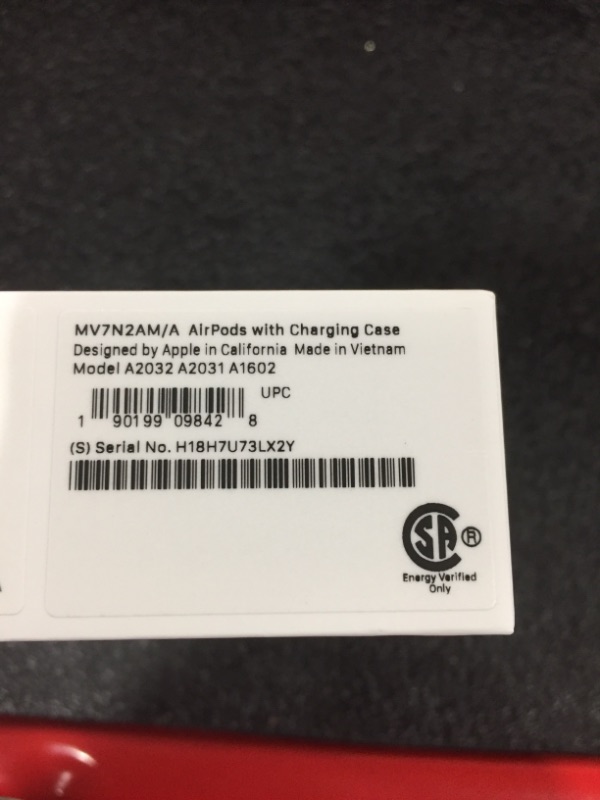 MV7N2AM/A AirPods with Charging Case
Designed by Apple in California Made in Vietnam
Model A2032 A2031 A1602
UPC
1 90199 09842 8
(S) Serial No. H18H7U73LX2Y
SA ®
Energy Verified
Only